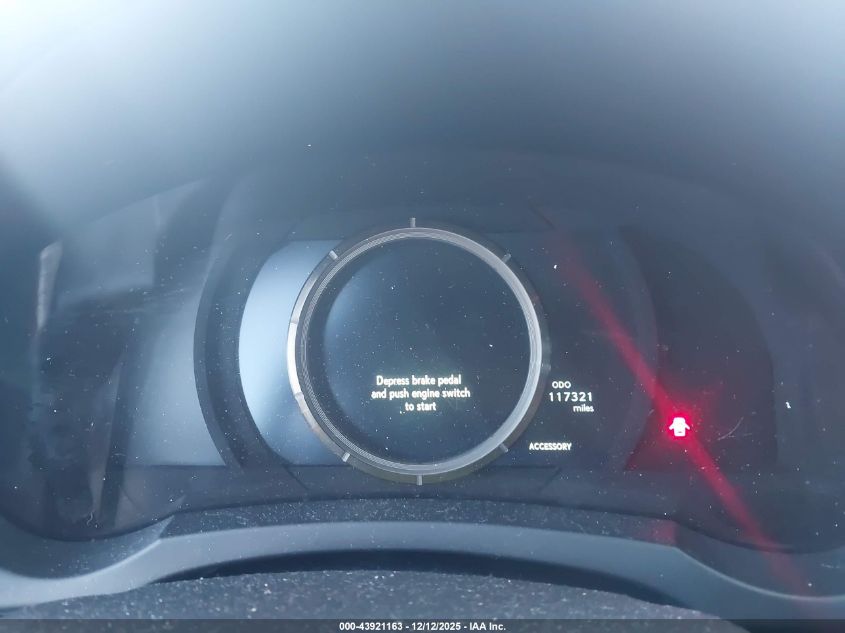 Depress brake pedal
and push engine switch
to start
ODO
117321
miles
ACCESSORY
000-43921163 - 12/12/2025 - IAA Inc.